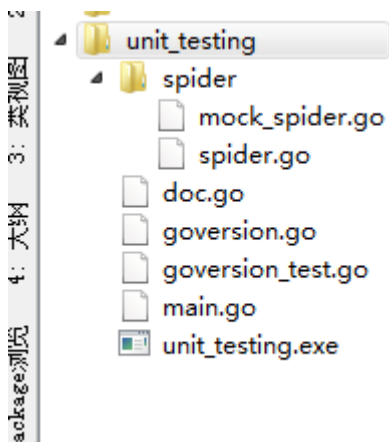 unit_testing
spider
mock_spider.go
spider.go
doc.go
goversion.go
goversion_test.go
main.go
unit_testing.exe
3: 类视图
4: 大纲
ackage浏览